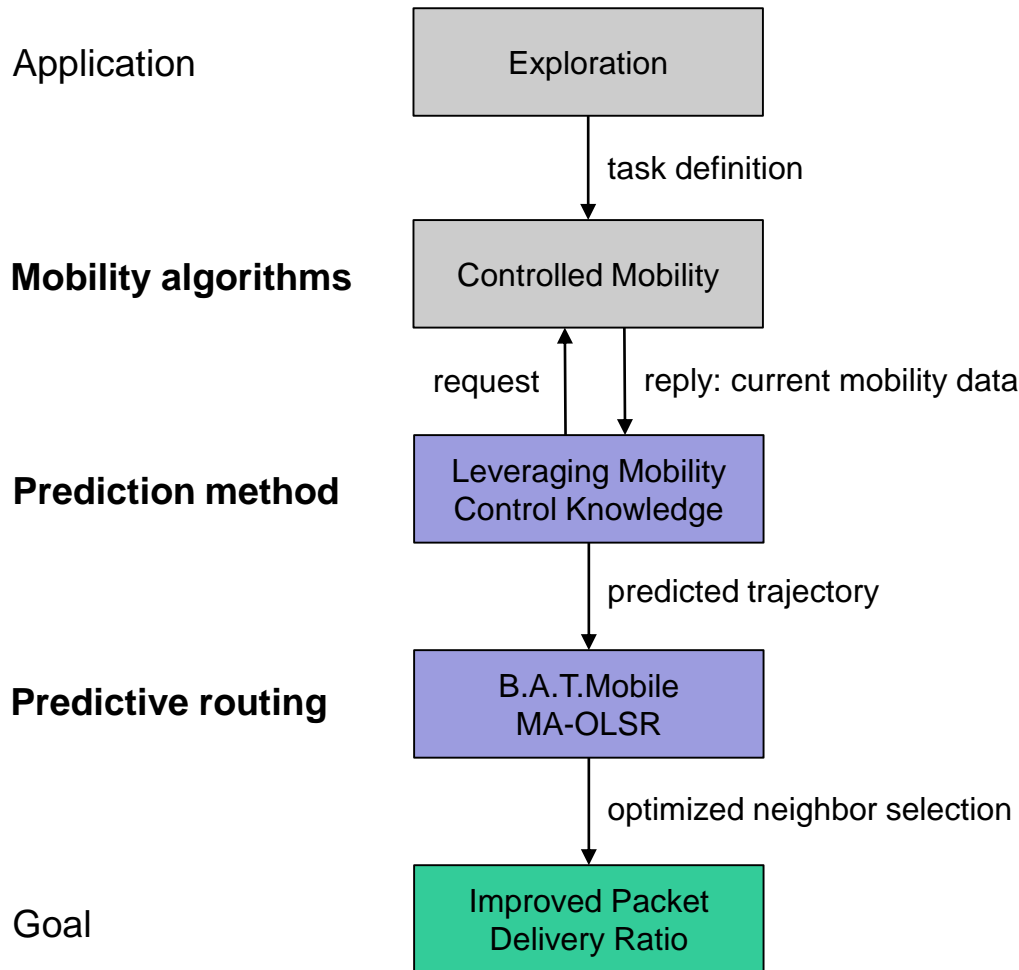 Application
Exploration
task definition
Mobility algorithms
Controlled Mobility
request
reply: current mobility data
Prediction method
Leveraging Mobility
Control Knowledge
predicted trajectory
Predictive routing
B.A.T.Mobile
MA-OLSR
optimized neighbor selection
Goal
Improved Packet
Delivery Ratio